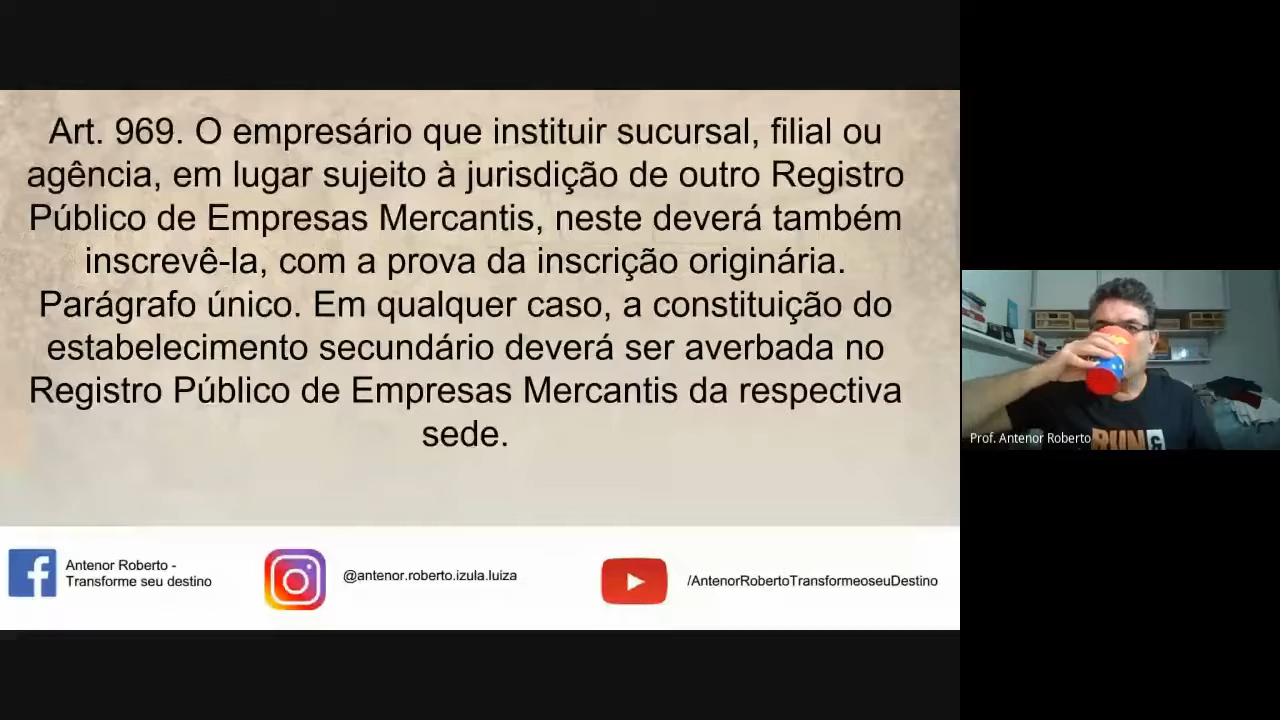 Art. 969. O empresário que instituir sucursal, filial ou
agência, em lugar sujeito à jurisdição de outro Registro
Público de Empresas Mercantis, neste deverá também
inscrevê-la, com a prova da inscrição originária.
Parágrafo único. Em qualquer caso, a constituição do
estabelecimento secundário deverá ser averbada no
Registro Público de Empresas Mercantis da respectiva
sede.
Antenor Roberto -
Transforme seu destino
@antenor.roberto.izula.luiza
/AntenorRobertoTransformeoseuDestino
Prof. Antenor Roberto
RUN